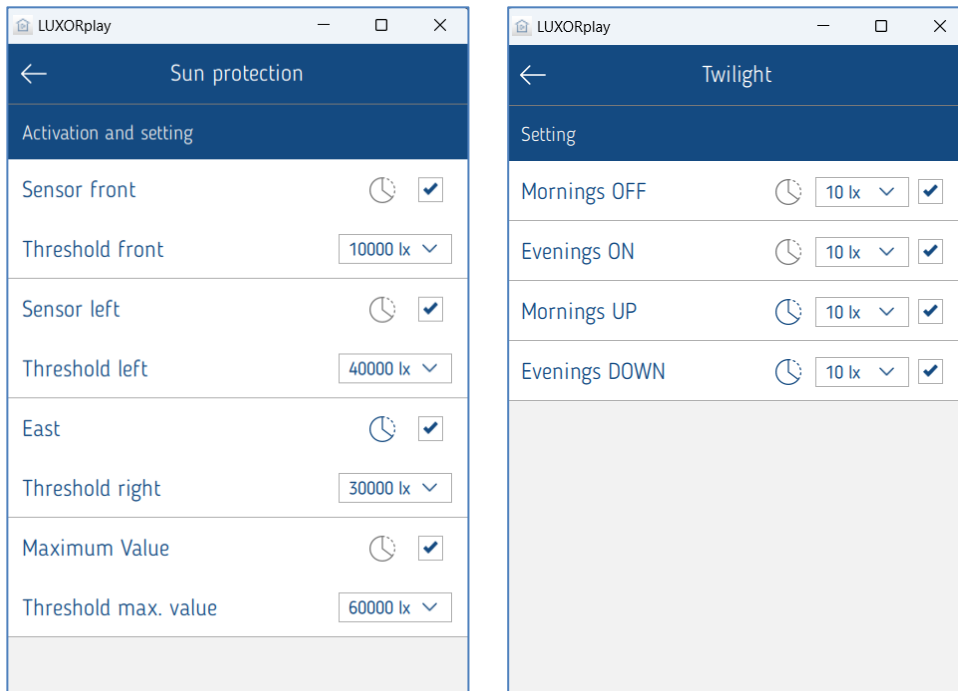 LUXORplay
Sun protection
Activation and setting
Sensor front
Threshold front 10000 lx
Sensor left
Threshold left 40000 lx
East
Threshold right 30000 lx
Maximum Value
Threshold max. value 60000 lx
LUXORplay
Twilight
Setting
Mornings OFF 10 lx
Evenings ON 10 lx
Mornings UP 10 lx
Evenings DOWN 10 lx